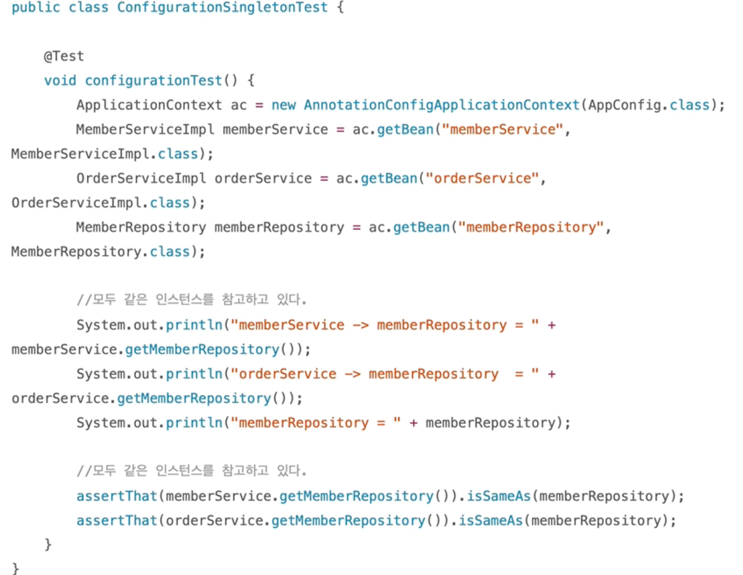 public class ConfigurationSingletonTest {
@Test
void configurationTest() {
ApplicationContext ac = new AnnotationConfigApplicationContext(AppConfig.class);
MemberServiceImpl memberService = ac.getBean("memberService",
MemberServiceImpl.class);
OrderServiceImpl orderService = ac.getBean("orderService",
OrderServiceImpl.class);
MemberRepository memberRepository = ac.getBean("memberRepository",
MemberRepository.class);
//모두 같은 인스턴스를 참고하고 있다.
System.out.println("memberService -> memberRepository = " +
memberService.getMemberRepository());
System.out.println("orderService -> memberRepository  = " +
orderService.getMemberRepository());
System.out.println("memberRepository = " + memberRepository);
//모두 같은 인스턴스를 참고하고 있다.
assertThat(memberService.getMemberRepository()).isSameAs(memberRepository);
assertThat(orderService.getMemberRepository()).isSameAs(memberRepository);
}
}